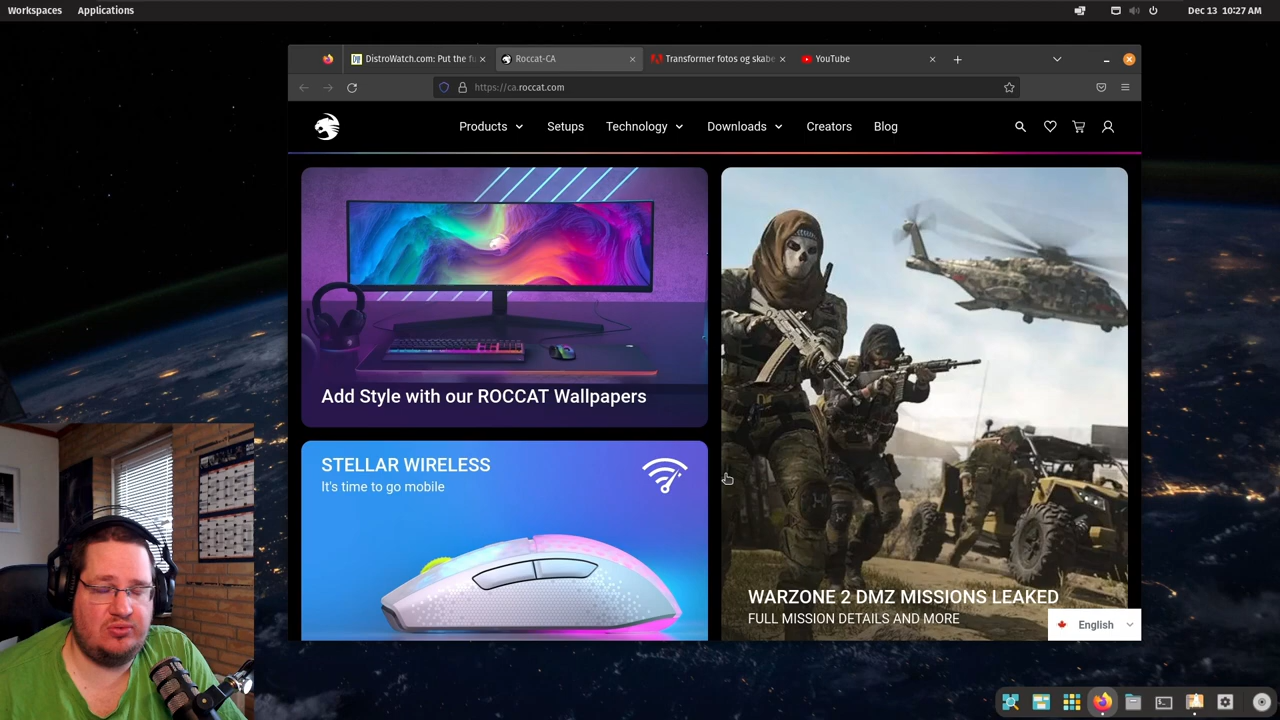 Workspaces
Applications
Dec 13 10:27 AM
DistroWatch.com: Put the fu
Roccat-CA
Transformer fotos og skabe
YouTube
https://ca.roccat.com
Products
Setups
Technology
Downloads
Creators
Blog
Add Style with our ROCCAT Wallpapers
STELLAR WIRELESS
It's time to go mobile
WARZONE 2 DMZ MISSIONS LEAKED
FULL MISSION DETAILS AND MORE
English